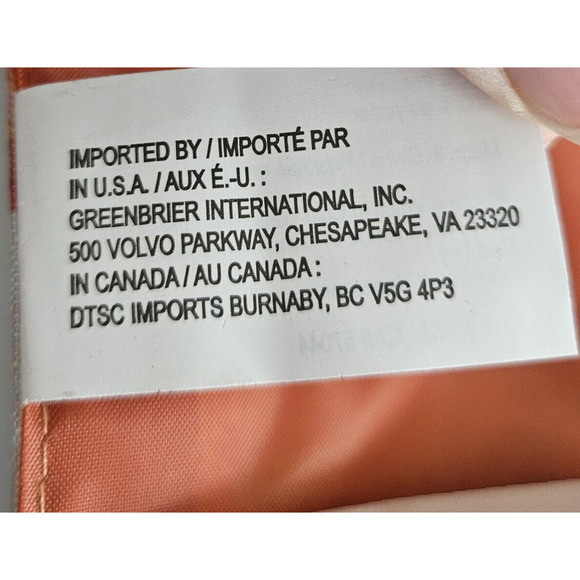 IMPORTED BY / IMPORTÉ PAR
IN U.S.A. / AUX É.-U. :
GREENBRIER INTERNATIONAL, INC.
500 VOLVO PARKWAY, CHESAPEAKE, VA 23320
IN CANADA / AU CANADA :
DTSC IMPORTS BURNABY, BC V5G 4P3